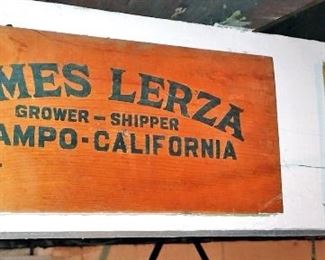 MES LERZA
GROWER - SHIPPER
AMPO - CALIFORNIA